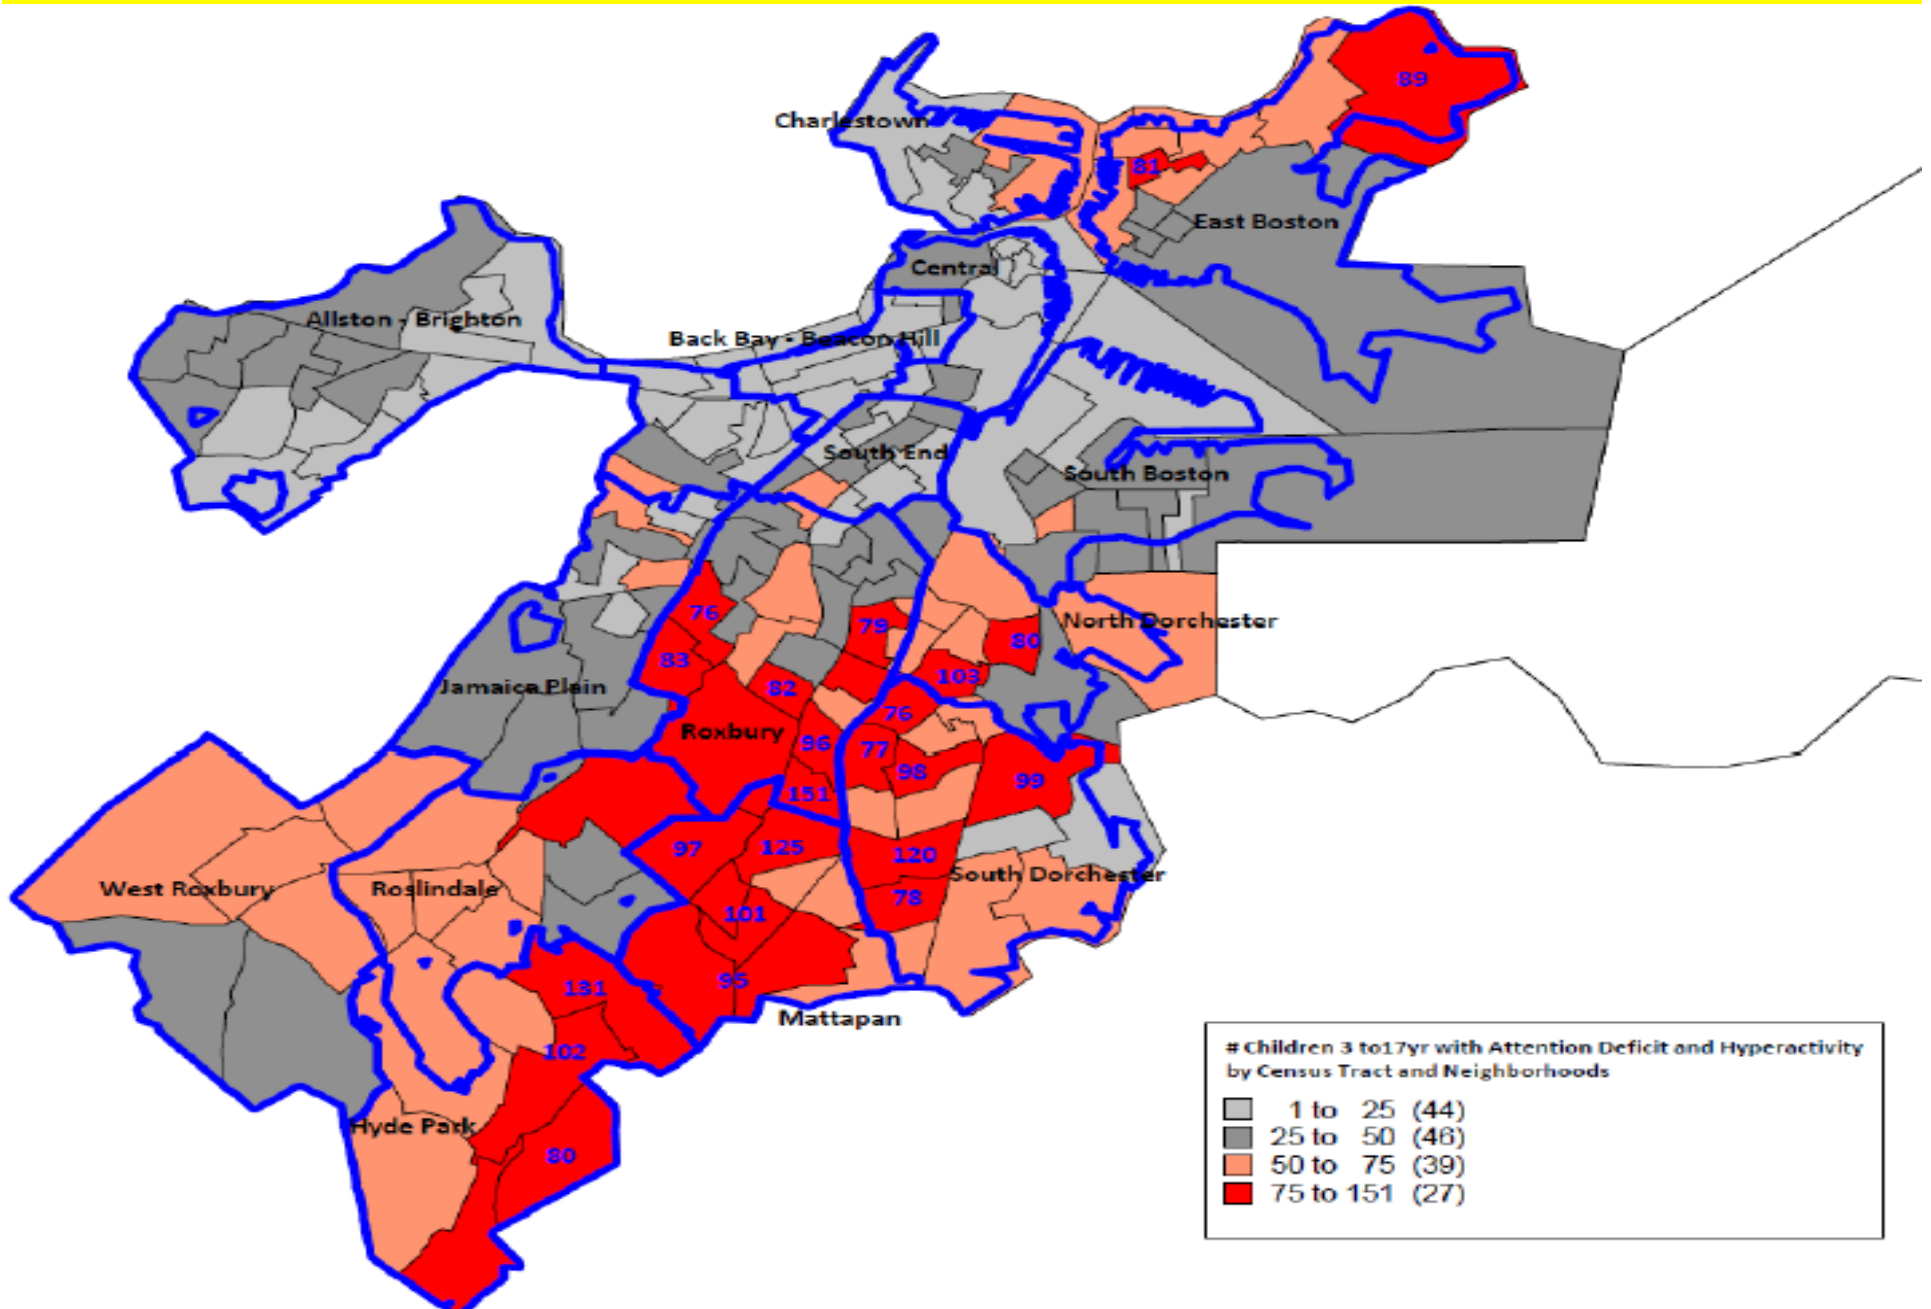 89
Charlestown
81
East Boston
Central
Allston - Brighton
Back Bay - Beacon Hill
South End
South Boston
76
79
80
North Dorchester
83
103
82
Jamaica Plain
76
Roxbury
96
77
98
99
151
97
125
120
West Roxbury
Roslindale
South Dorchester
78
101
95
131
Mattapan
102
Hyde Park
80
# Children 3 to17yr with Attention Deficit and Hyperactivity
by Census Tract and Neighborhoods
1 to 25 (44)
25 to 50 (46)
50 to 75 (39)
75 to 151 (27)